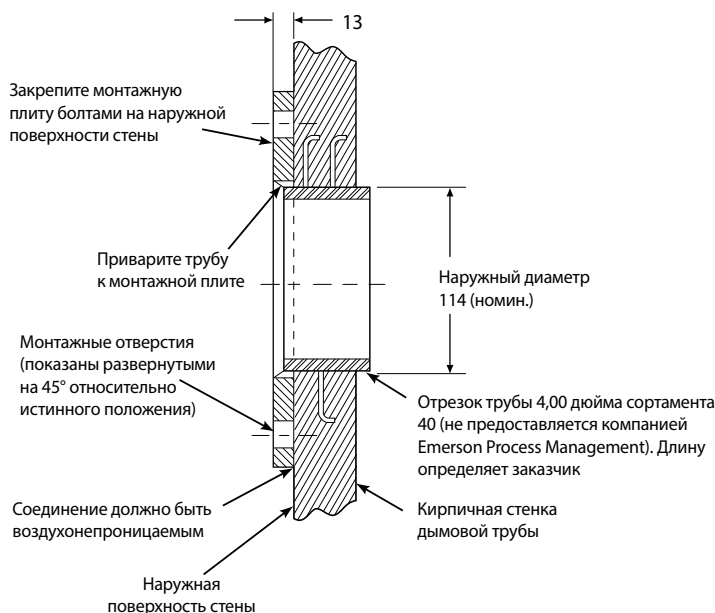 13
Закрепите монтажную
плиту болтами на наружной
поверхности стены
Приварите трубу
к монтажной плите
Наружный диаметр
114 (номин.)
Монтажные отверстия
(показаны развернутыми
на 45° относительно
истинного положения)
Отрезок трубы 4,00 дюйма сортамента
40 (не предоставляется компанией
Emerson Process Management). Длину
определяет заказчик
Соединение должно быть
воздухонепроницаемым
Кирпичная стенка
дымовой трубы
Наружная
поверхность стены